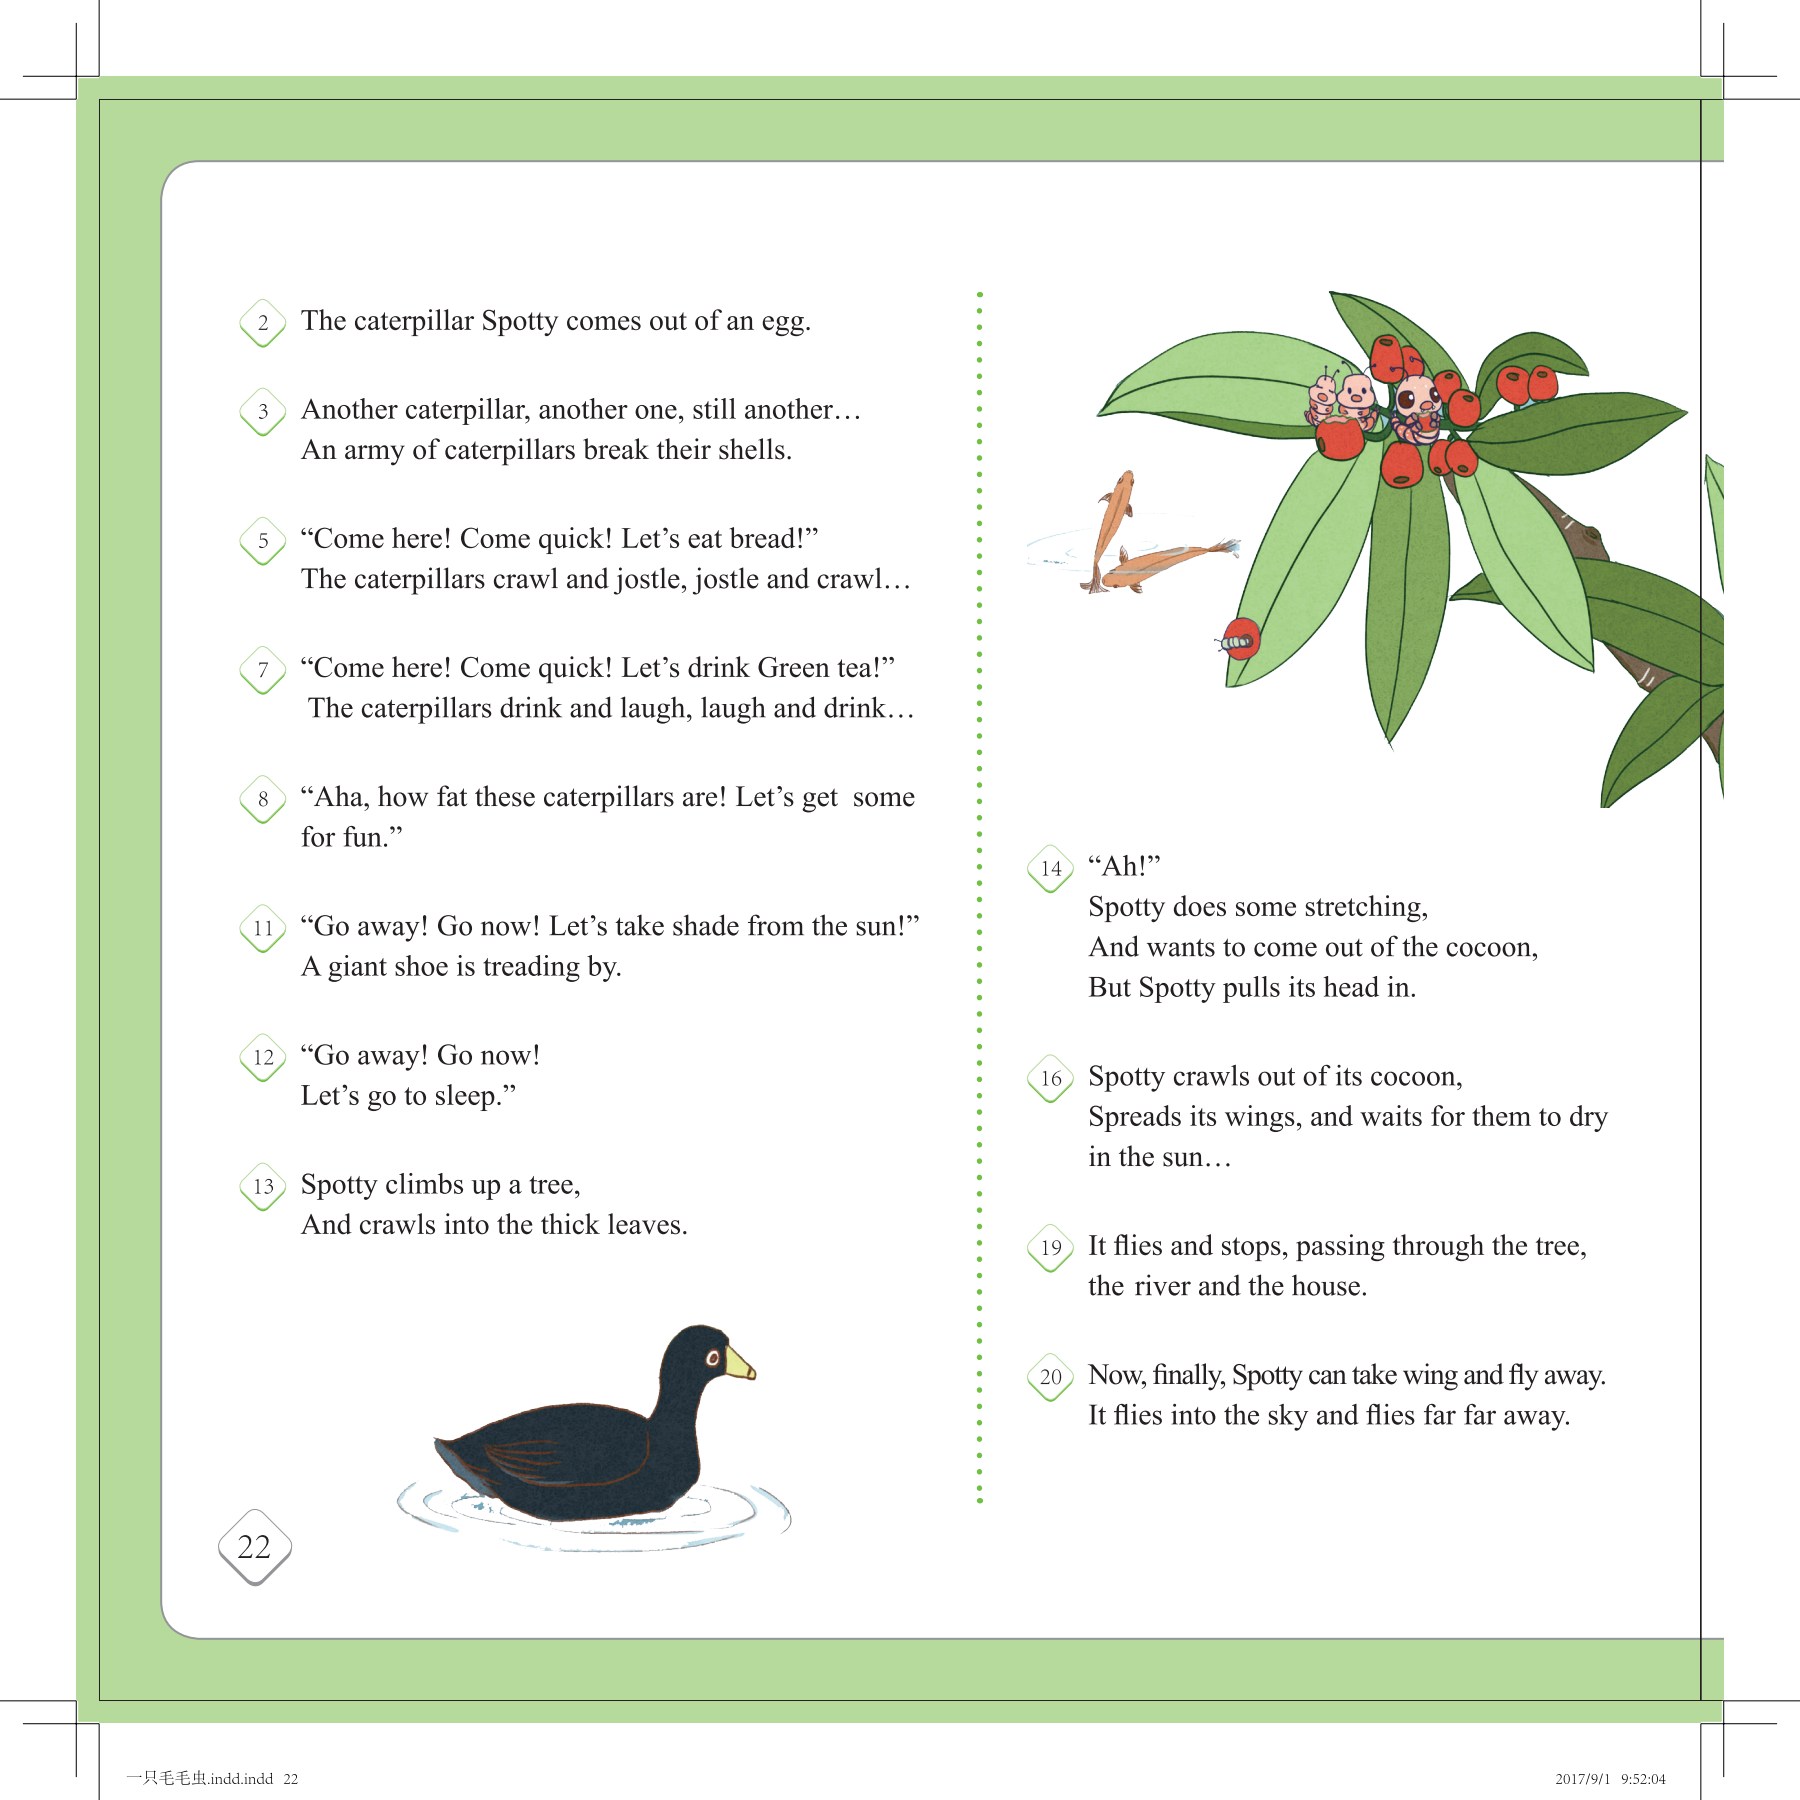 2 The caterpillar Spotty comes out of an egg.
3 Another caterpillar, another one, still another…
An army of caterpillars break their shells.
5 “Come here! Come quick! Let’s eat bread!”
The caterpillars crawl and jostle, jostle and crawl…
7 “Come here! Come quick! Let’s drink Green tea!”
The caterpillars drink and laugh, laugh and drink…
8 “Aha, how fat these caterpillars are! Let’s get some
for fun.”
11 “Go away! Go now! Let’s take shade from the sun!”
A giant shoe is treading by.
12 “Go away! Go now!
Let’s go to sleep.”
13 Spotty climbs up a tree,
And crawls into the thick leaves.
22
14 “Ah!”
Spotty does some stretching,
And wants to come out of the cocoon,
But Spotty pulls its head in.
16 Spotty crawls out of its cocoon,
Spreads its wings, and waits for them to dry
in the sun…
19 It flies and stops, passing through the tree,
the river and the house.
20 Now, finally, Spotty can take wing and fly away.
It flies into the sky and flies far far away.
一只毛毛虫.indd.indd 22
2017/9/1 9:52:04